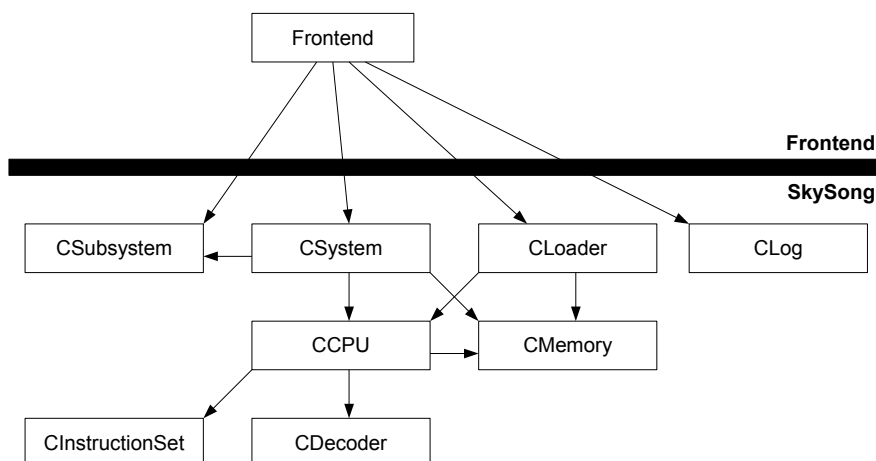 Frontend
Frontend
SkySong
CSubsystem
CSystem
CLoader
CLog
CCPU
CMemory
CInstructionSet
CDecoder